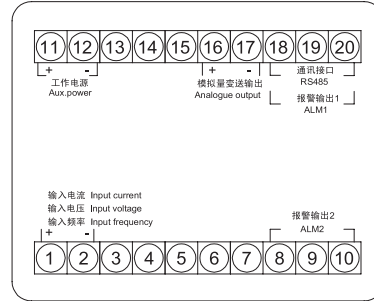 11 12 13 14 15 16 17 18 19 20
+ - + -
工作电源 模拟量变送输出 通讯接口
Aux.power Analogue output RS485
报警输出1
ALM1
输入电流 Input current
输入电压 Input voltage
输入频率 Input frequency
+ -
报警输出2
ALM2
1 2 3 4 5 6 7 8 9 10